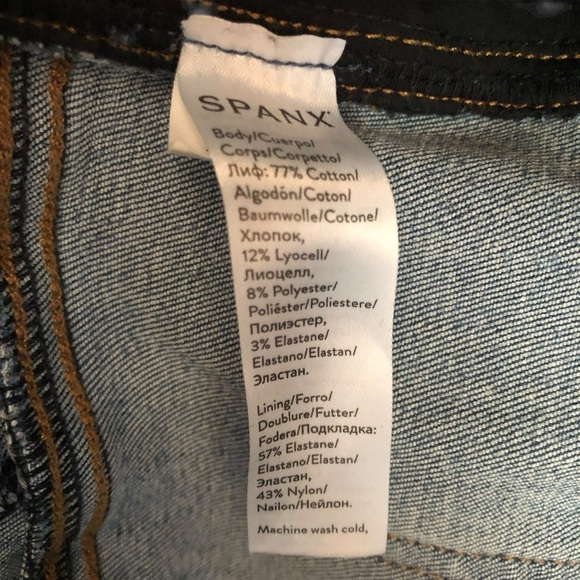 SPANX
Body/Cuerpo/
Corps/Corpetto/
Лиф: 77% Cotton/
Algodón/Coton/
Baumwolle/Cotone/
Хлопок,
12% Lyocell/
Лиоцелл,
8% Polyester/
Poliéster/Poliestere/
Полиэстер,
3% Elastane/
Elastano/Elastan/
Эластан.
Lining/Forro/
Doublure/Futter/
Fodera/Подкладка:
57% Elastane/
Elastano/Elastan/
Эластан,
43% Nylon/
Nailon/Нейлон.
Machine wash cold,